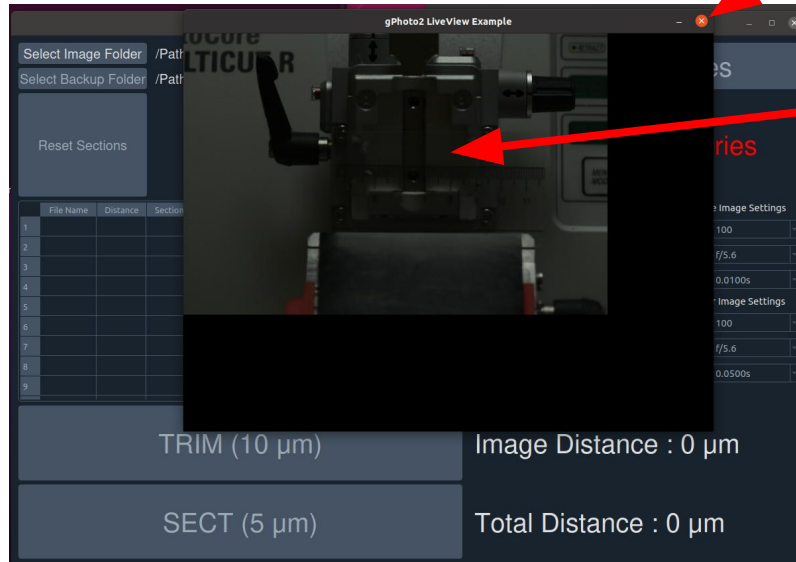 gPhoto2 LiveView Example
Select Image Folder /Path
Select Backup Folder /Path
Reset Sections
es
ries
File Name Distance Section
1
2
3
4
5
6
7
8
9
e Image Settings
100
f/5.6
0.0100s
r Image Settings
100
f/5.6
0.0500s
TRIM (10 µm)
SECT (5 µm)
Image Distance : 0 µm
Total Distance : 0 µm